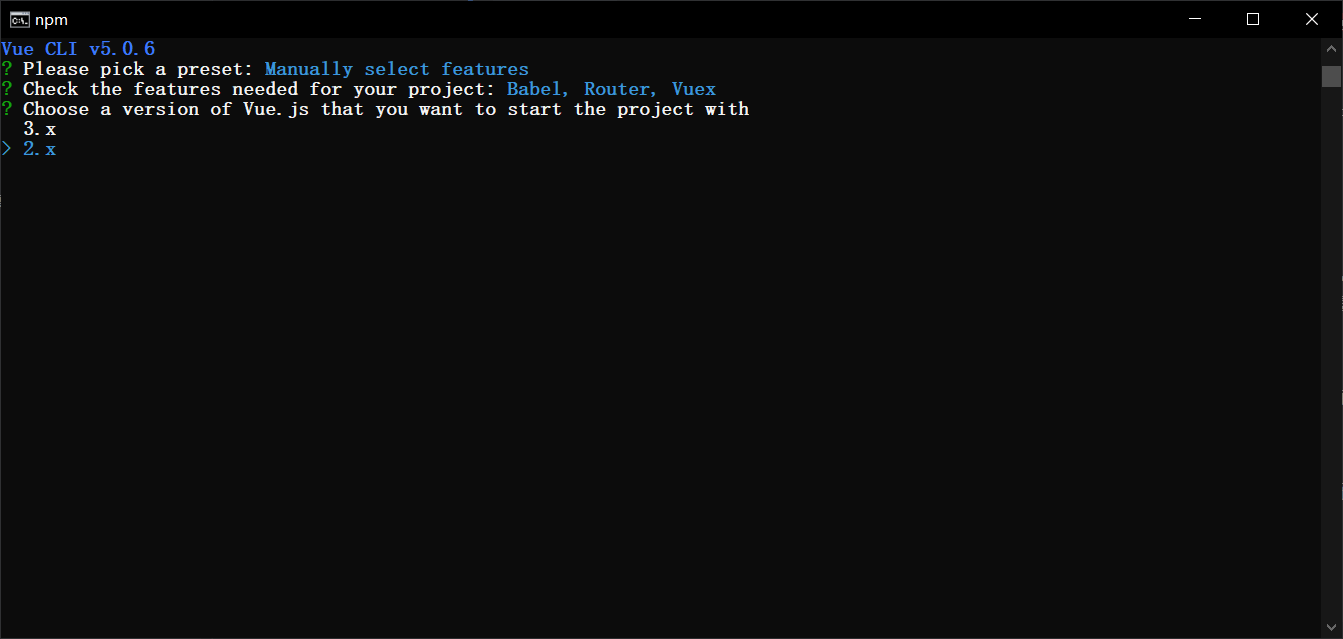 npm
Vue CLI v5.0.6
? Please pick a preset: Manually select features
? Check the features needed for your project: Babel, Router, Vuex
? Choose a version of Vue.js that you want to start the project with
3.x
> 2.x